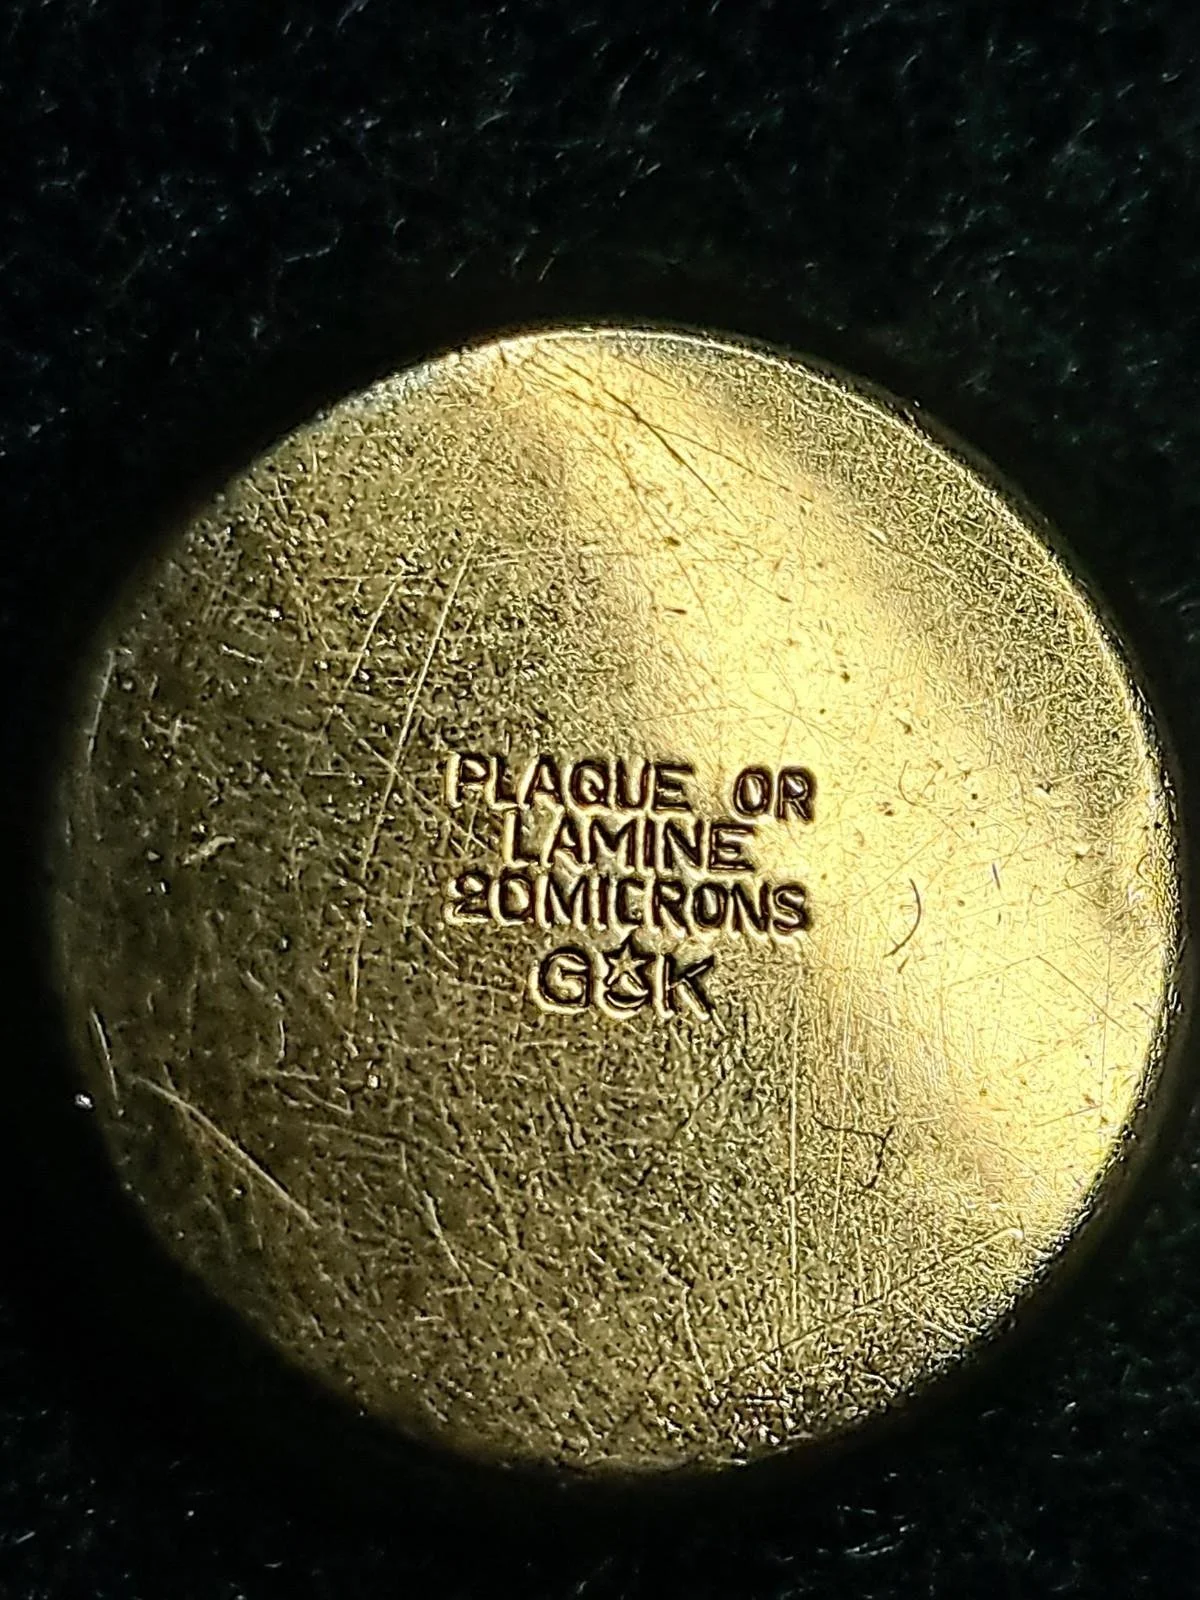 PLAQUE OR
LAMINE
20MICRONS
G☪K